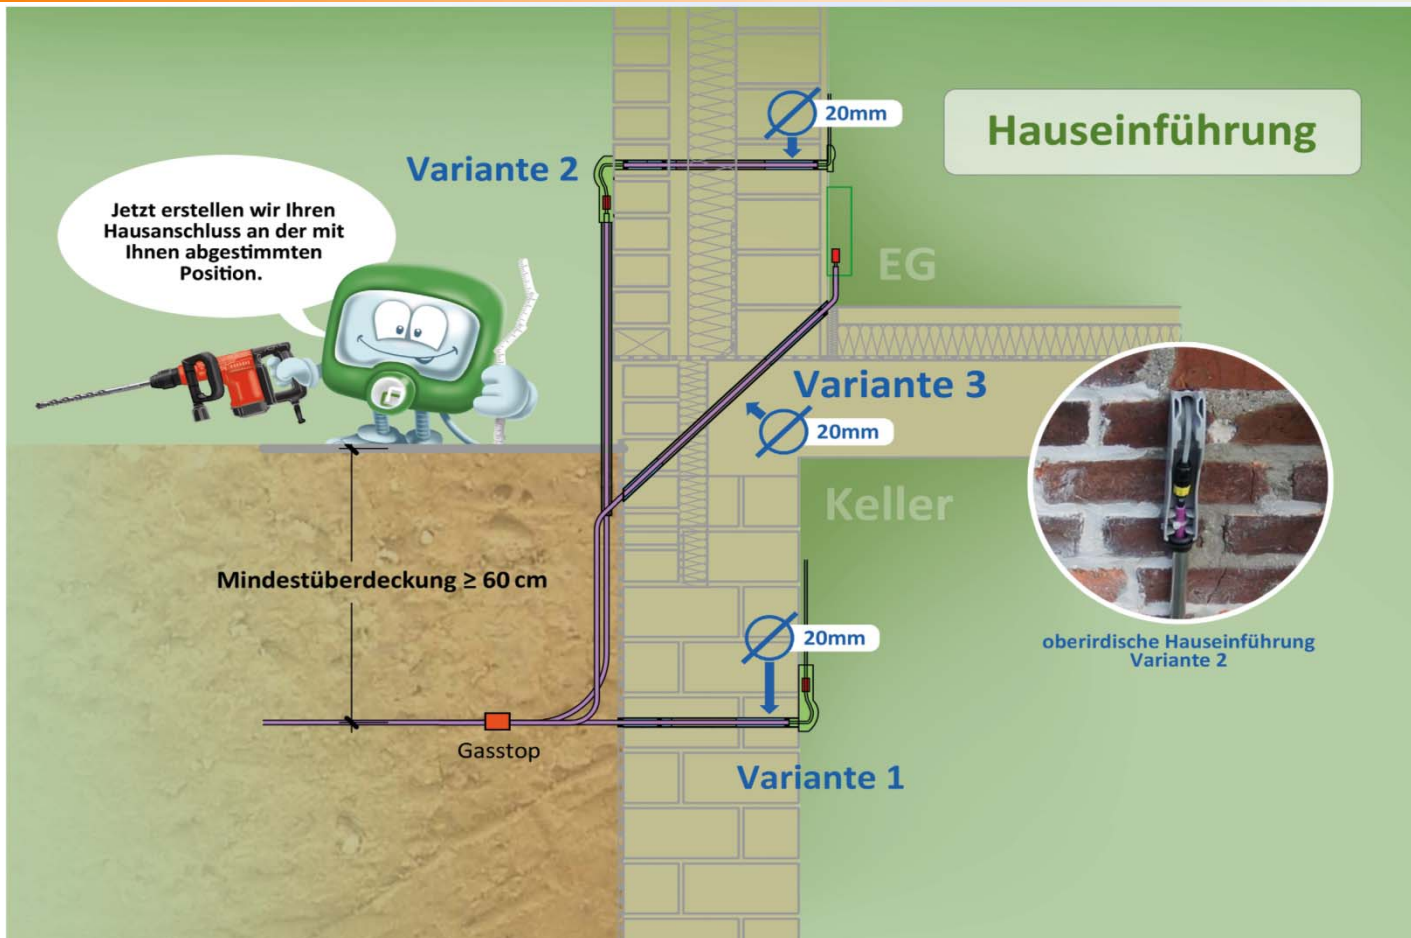 Hauseinführung
20mm
Variante 2
Jetzt erstellen wir Ihren
Hausanschluss an der mit
Ihnen abgestimmten
Position.
EG
Variante 3
20mm
Keller
Mindestüberdeckung ≥ 60 cm
20mm
oberirdische Hauseinführung
Variante 2
Gasstop
Variante 1